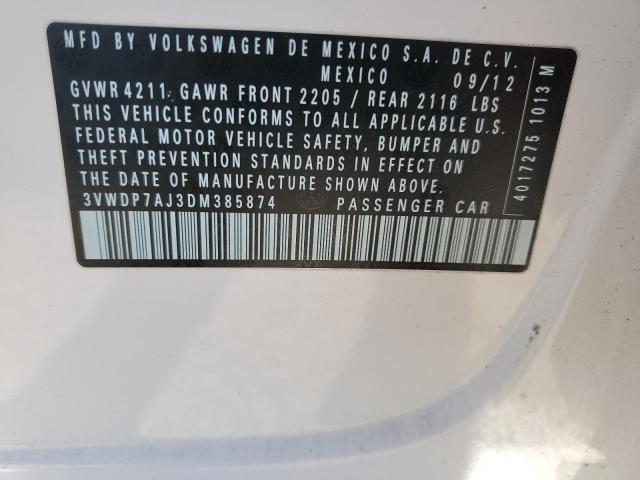 MFD BY VOLKSWAGEN DE MEXICO S.A. DE C.V.
MEXICO 09/12
GVWR 4211: GAWR FRONT 2205 / REAR 2116 LBS
THIS VEHICLE CONFORMS TO ALL APPLICABLE U.S.
FEDERAL MOTOR VEHICLE SAFETY, BUMPER AND
THEFT PREVENTION STANDARDS IN EFFECT ON
THE DATE OF MANUFACTURE SHOWN ABOVE.
3VWDP7AJ3DM385874 PASSENGER CAR
4017275 1013 M